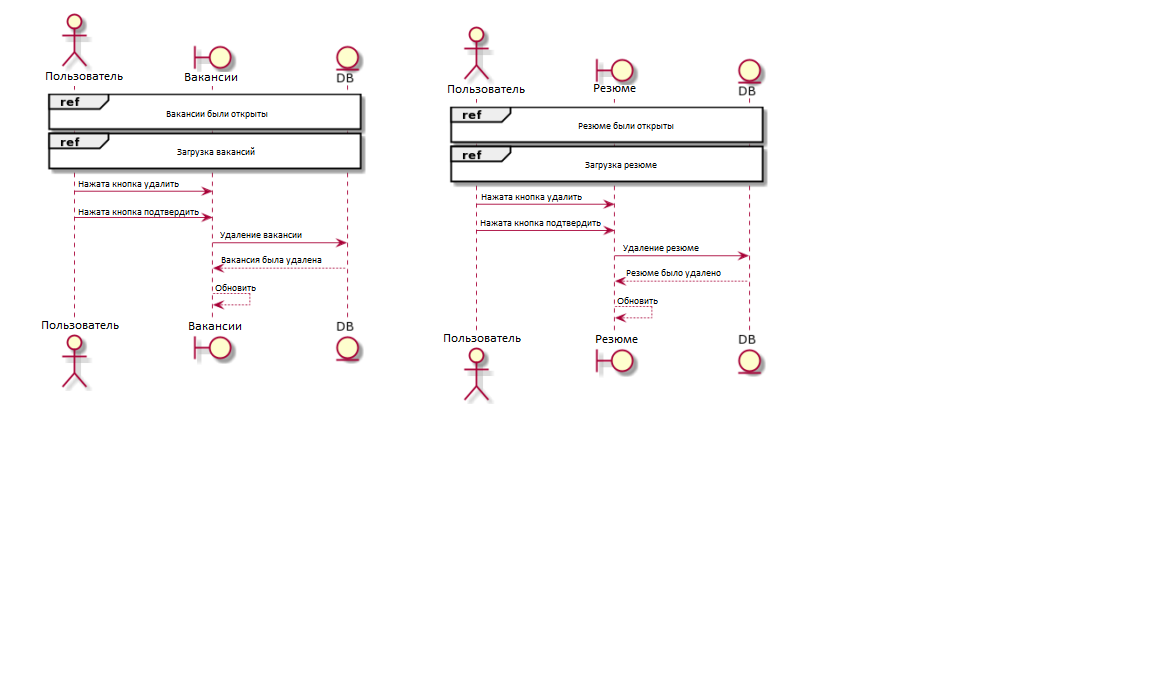 Пользователь
Вакансии
DB
ref
Вакансии были открыты
ref
Загрузка вакансий
Нажата кнопка удалить
Нажата кнопка подтвердить
Удаление вакансии
Вакансия была удалена
Обновить
Пользователь
Вакансии
DB
Пользователь
Резюме
DB
ref
Резюме были открыты
ref
Загрузка резюме
Нажата кнопка удалить
Нажата кнопка подтвердить
Удаление резюме
Резюме было удалено
Обновить
Пользователь
Резюме
DB